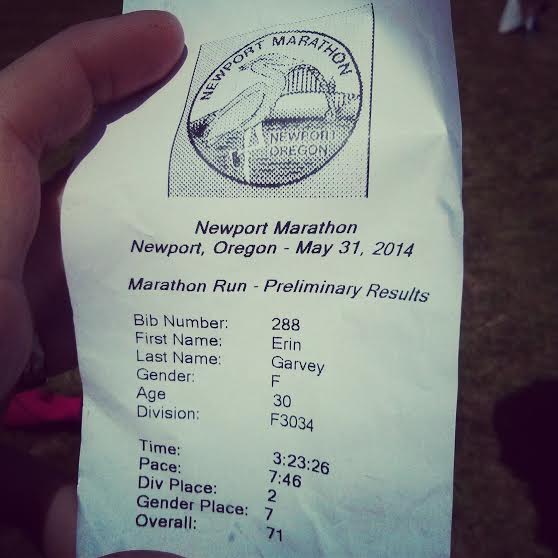 NEWPORT MARATHON
NEWPORT
OREGON
Newport Marathon
Newport, Oregon - May 31, 2014
Marathon Run - Preliminary Results
Bib Number: 288
First Name: Erin
Last Name: Garvey
Gender: F
Age 30
Division: F3034
Time: 3:23:26
Pace: 7:46
Div Place: 2
Gender Place: 7
Overall: 71